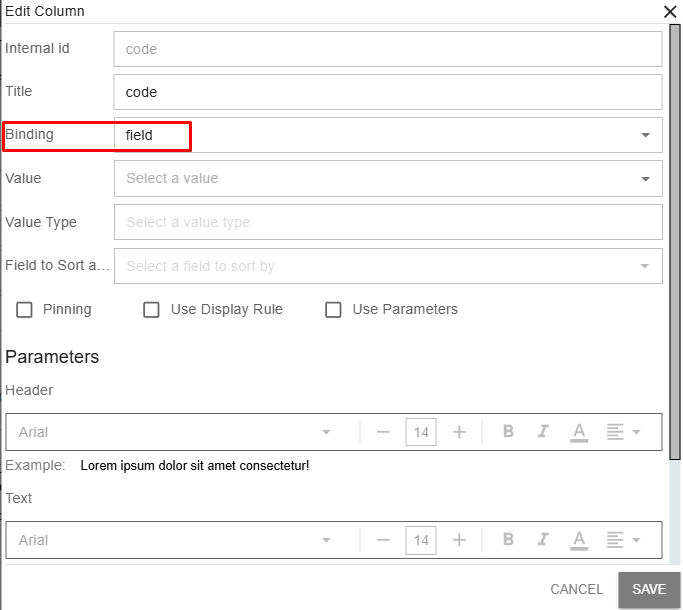 Edit Column
Internal id code
Title code
Binding field
Value Select a value
Value Type Select a value type
Field to Sort a... Select a field to sort by
Pinning Use Display Rule Use Parameters
Parameters
Header
Arial 14 B I A
Example: Lorem ipsum dolor sit amet consectetur!
Text
Arial 14 B I A
CANCEL SAVE